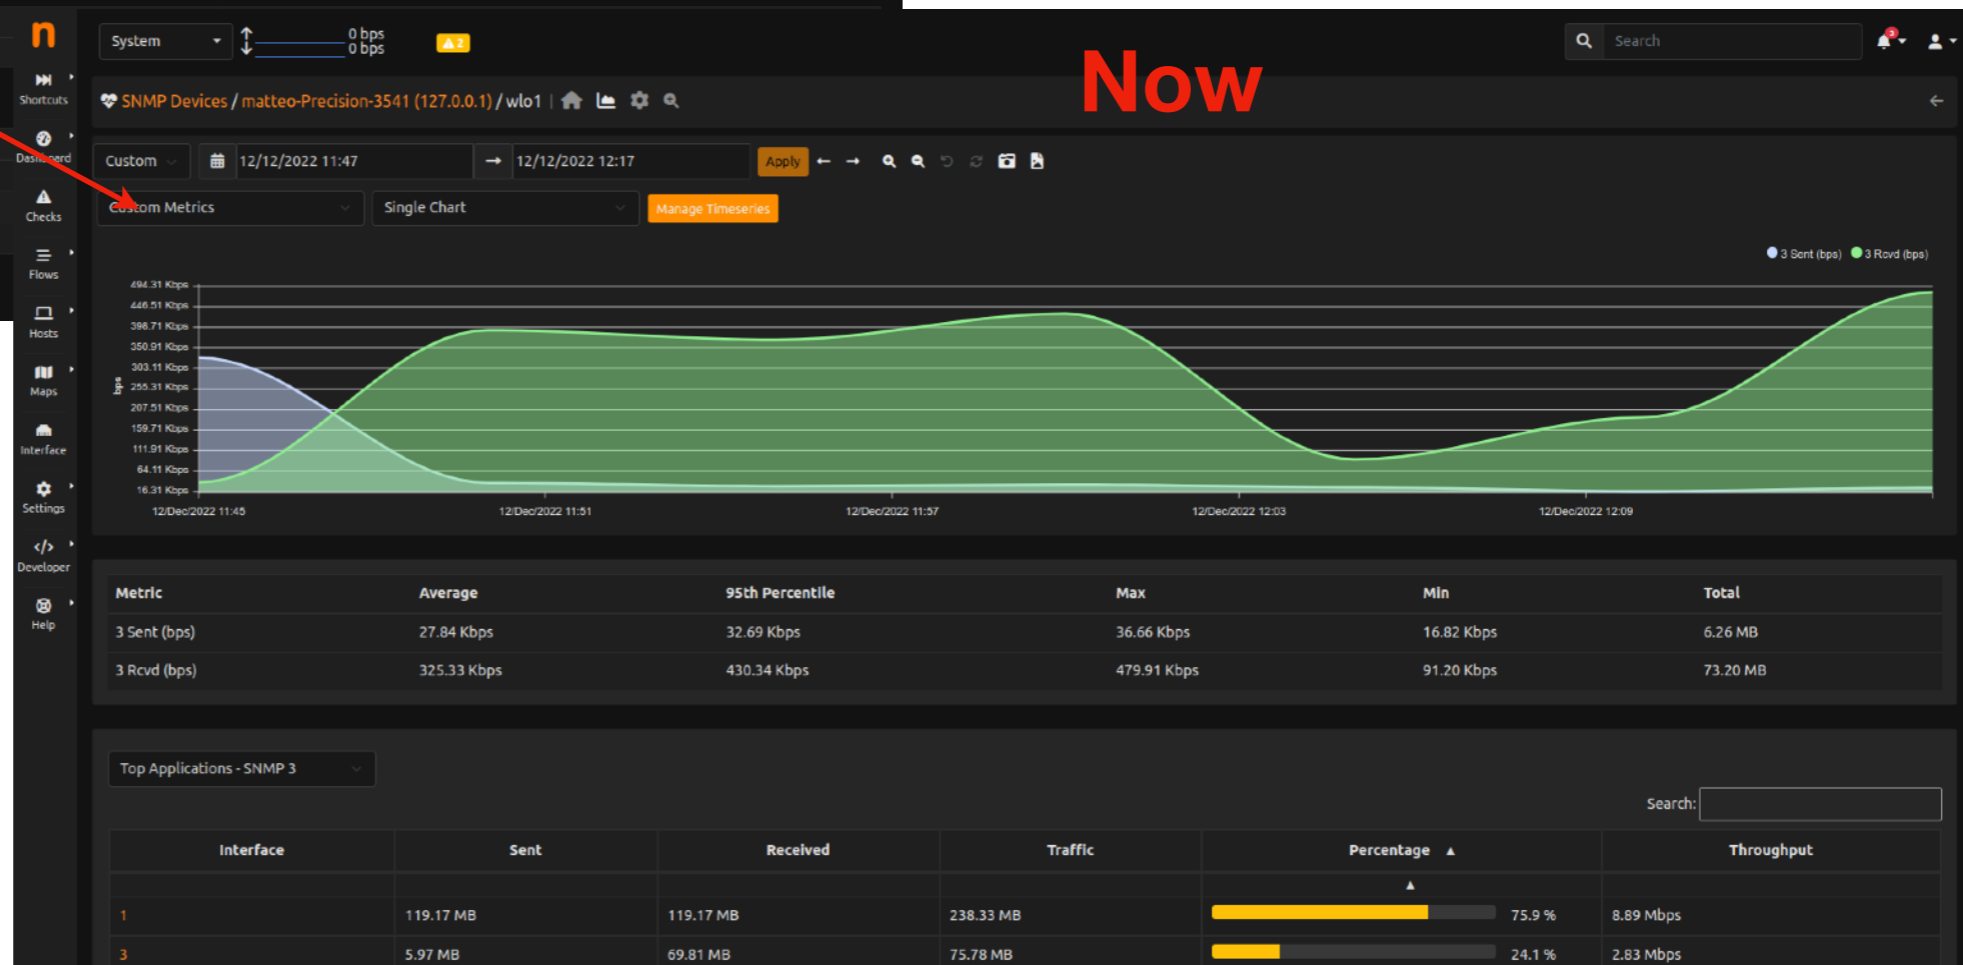 n
System
0 bps
0 bps
2
Search
3
Now
Shortcuts
SNMP Devices / matteo-Precision-3541 (127.0.0.1) / wlo1 |
Dashboard
Custom
12/12/2022 11:47
12/12/2022 12:17
Apply
Checks
Custom Metrics
Single Chart
Manage Timeseries
Flows
Hosts
Maps
Interface
Settings
Developer
Help
3 Sent (bps)
3 Rcvd (bps)
bps
494.31 Kbps
446.51 Kbps
398.71 Kbps
350.91 Kbps
303.11 Kbps
255.31 Kbps
207.51 Kbps
159.71 Kbps
111.91 Kbps
64.11 Kbps
16.31 Kbps
12/Dec/2022 11:45
12/Dec/2022 11:51
12/Dec/2022 11:57
12/Dec/2022 12:03
12/Dec/2022 12:09
Metric Average 95th Percentile Max Min Total
3 Sent (bps) 27.84 Kbps 32.69 Kbps 36.66 Kbps 16.82 Kbps 6.26 MB
3 Rcvd (bps) 325.33 Kbps 430.34 Kbps 479.91 Kbps 91.20 Kbps 73.20 MB
Top Applications - SNMP 3
Search:
Interface Sent Received Traffic Percentage ▲ Throughput
▲
1 119.17 MB 119.17 MB 238.33 MB 75.9 % 8.89 Mbps
3 5.97 MB 69.81 MB 75.78 MB 24.1 % 2.83 Mbps